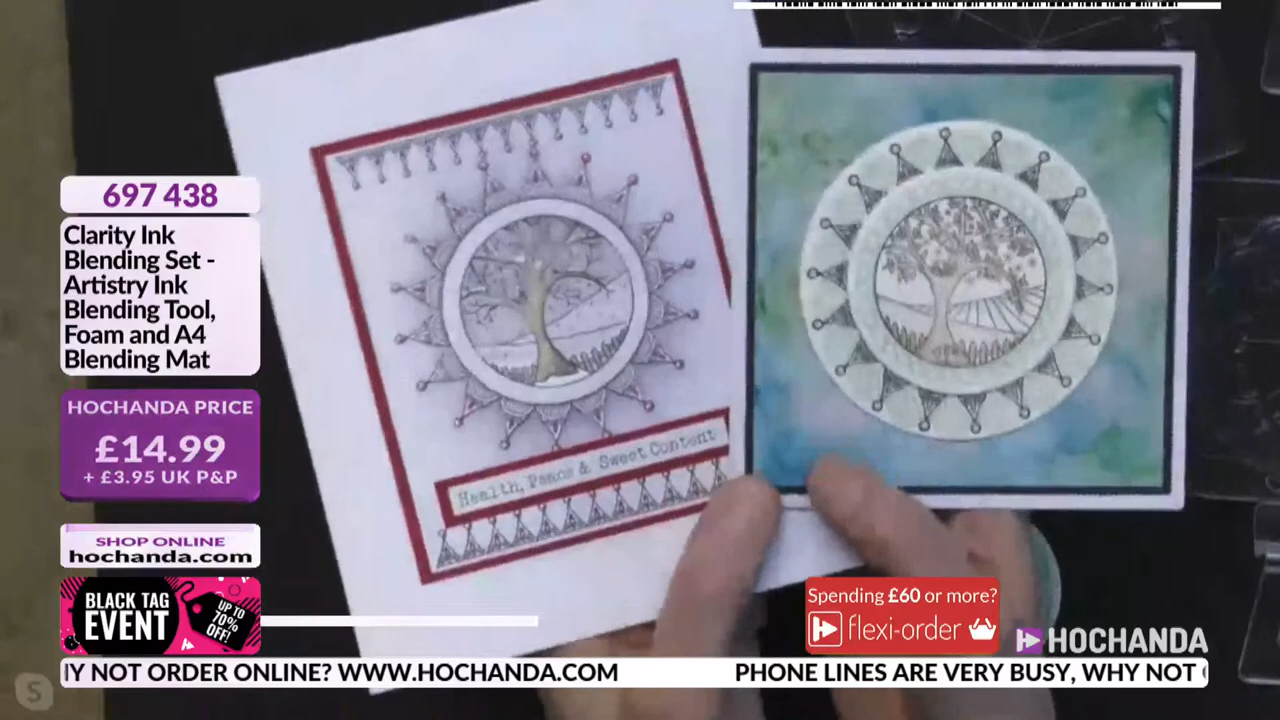 697 438
Clarity Ink
Blending Set -
Artistry Ink
Blending Tool,
Foam and A4
Blending Mat
HOCHANDA PRICE
£14.99
+ £3.95 UK P&P
SHOP ONLINE
hochanda.com
BLACK TAG
EVENT
UP TO
70%
OFF!
Health, Peace & Sweet Content
Spending £60 or more?
flexi-order
HOCHANDA
Y NOT ORDER ONLINE? WWW.HOCHANDA.COM
PHONE LINES ARE VERY BUSY, WHY NOT
S